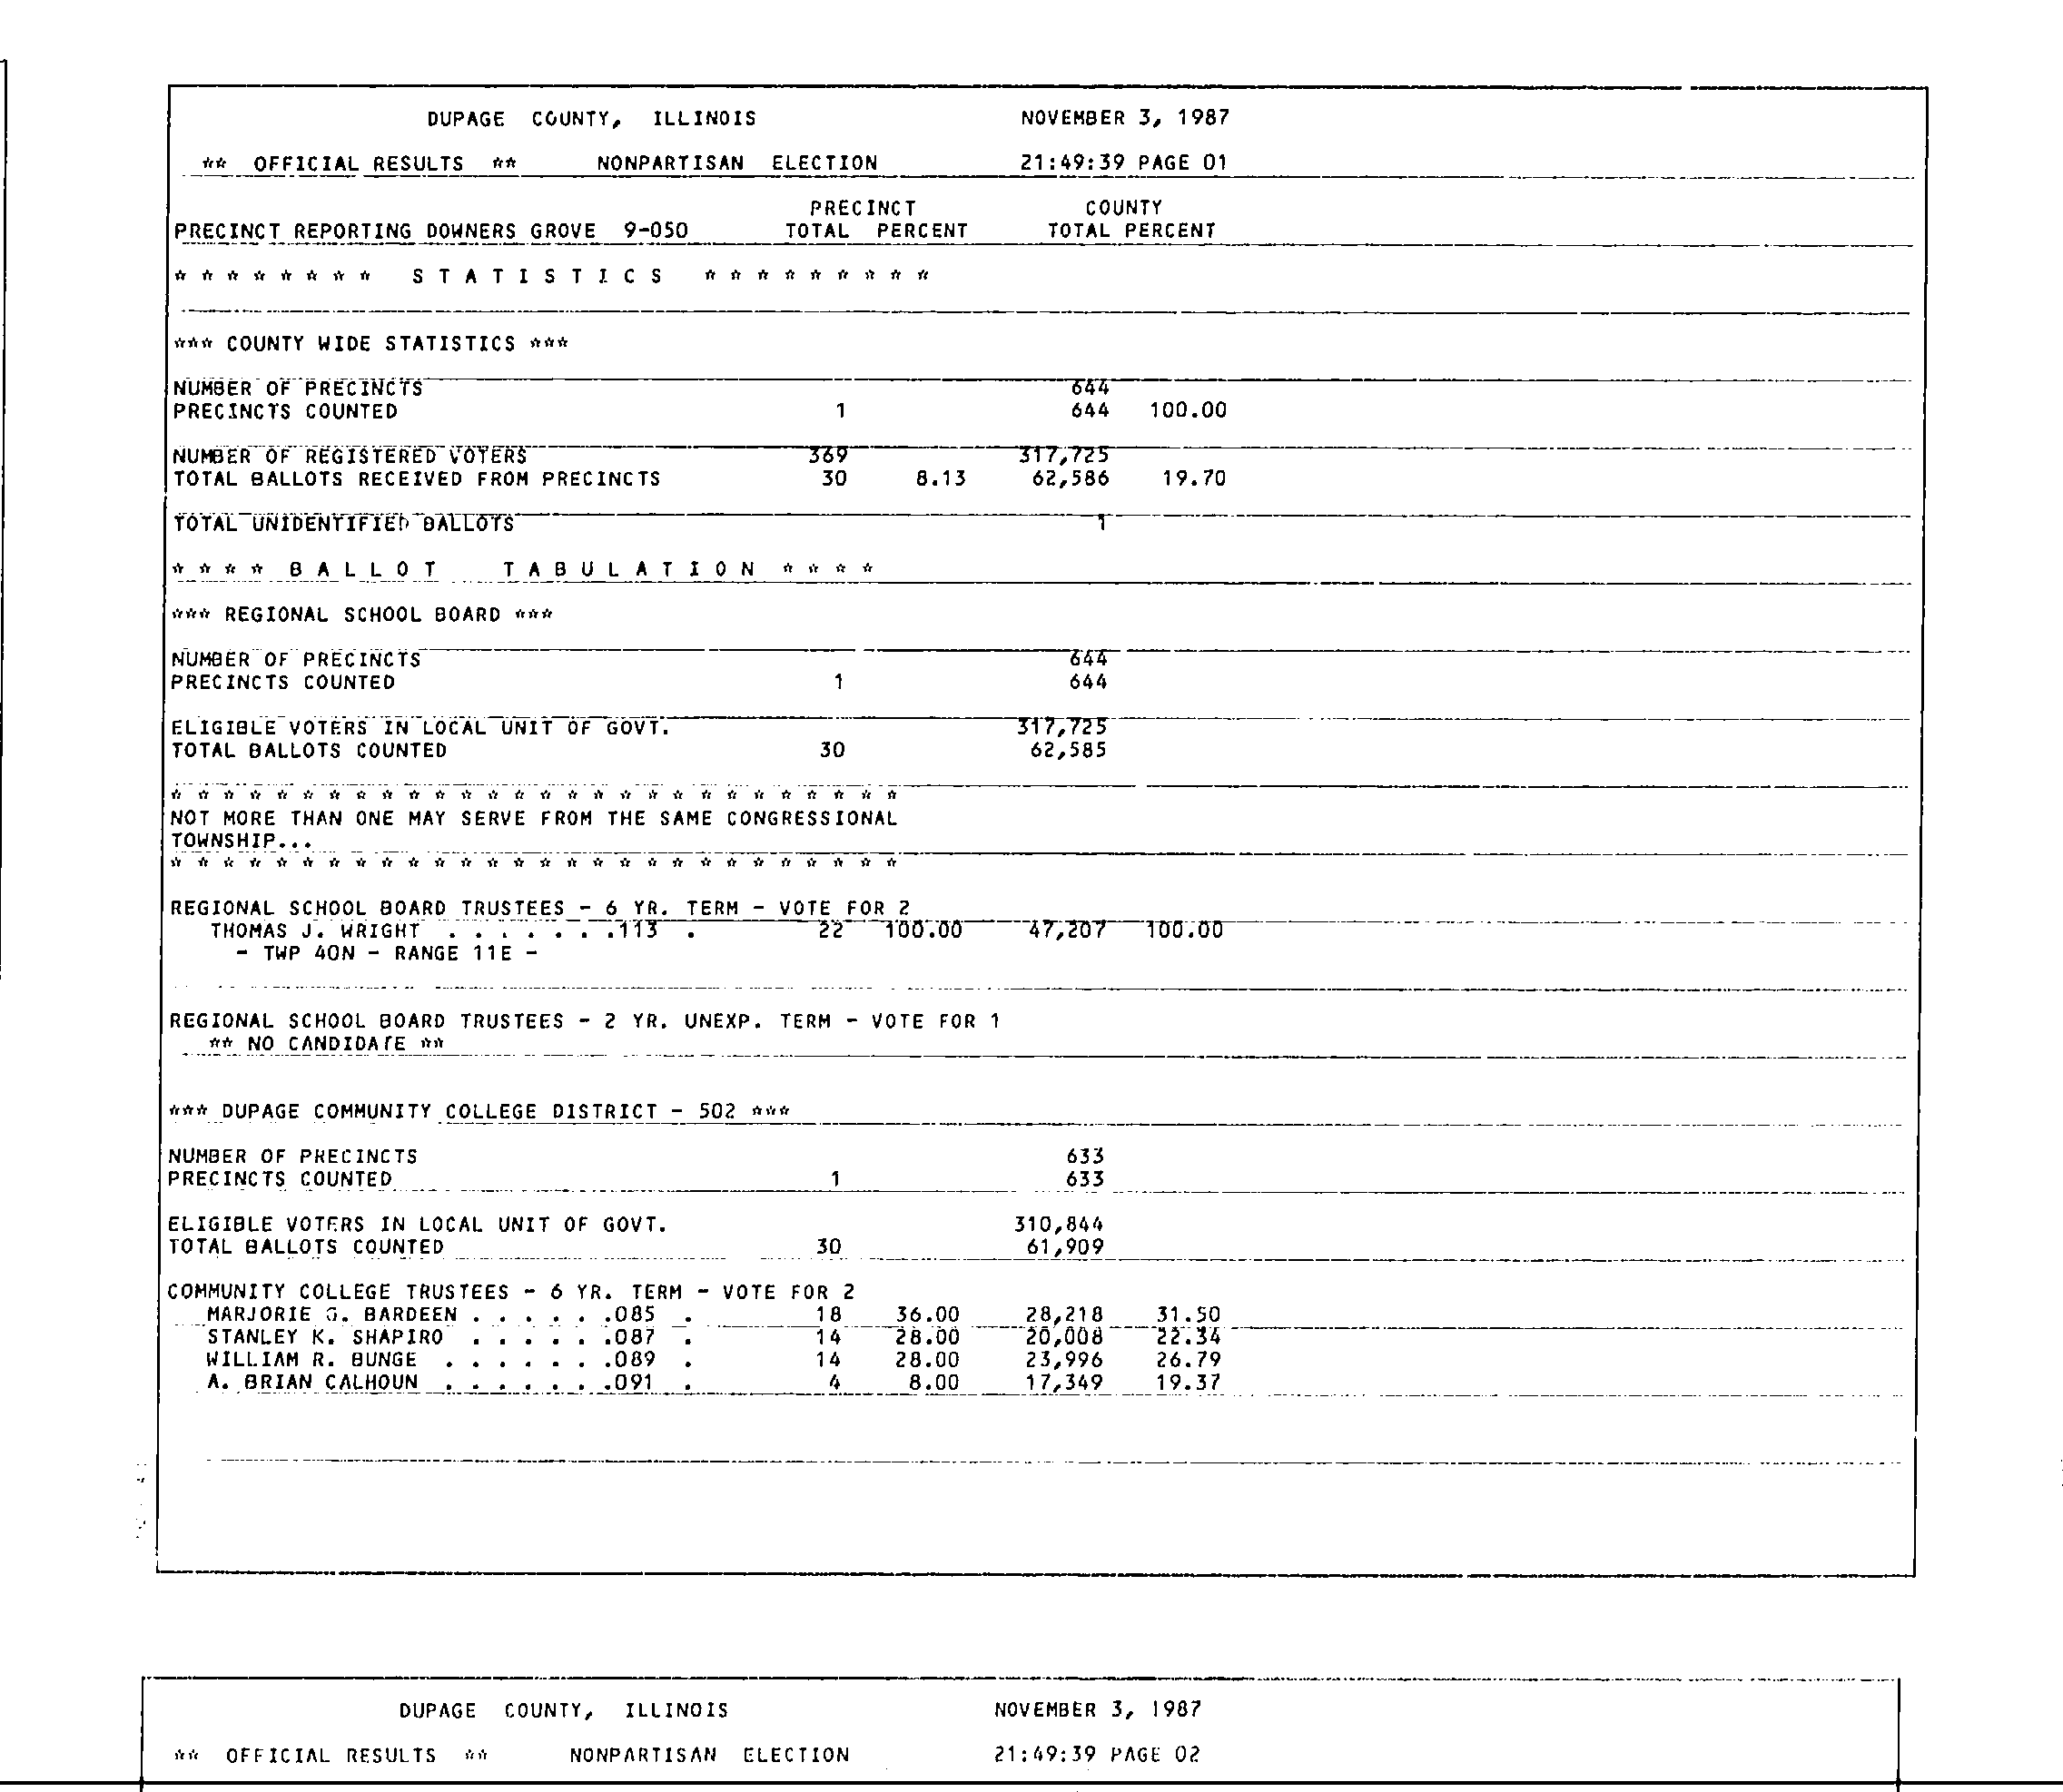 DUPAGE COUNTY, ILLINOIS NOVEMBER 3, 1987
** OFFICIAL RESULTS ** NONPARTISAN ELECTION 21:49:39 PAGE 01
PRECINCT COUNTY
PRECINCT REPORTING DOWNERS GROVE 9-050 TOTAL PERCENT TOTAL PERCENT
* * * * * * * * S T A T I S T I C S * * * * * * * * *
*** COUNTY WIDE STATISTICS ***
NUMBER OF PRECINCTS 644
PRECINCTS COUNTED 1 644 100.00
NUMBER OF REGISTERED VOTERS 369 317,725
TOTAL BALLOTS RECEIVED FROM PRECINCTS 30 8.13 62,586 19.70
TOTAL UNIDENTIFIED BALLOTS 1
* * * * B A L L O T T A B U L A T I O N * * * *
*** REGIONAL SCHOOL BOARD ***
NUMBER OF PRECINCTS 644
PRECINCTS COUNTED 1 644
ELIGIBLE VOTERS IN LOCAL UNIT OF GOVT. 317,725
TOTAL BALLOTS COUNTED 30 62,585
* * * * * * * * * * * * * * * * * * * * * * * * * * * *
NOT MORE THAN ONE MAY SERVE FROM THE SAME CONGRESSIONAL
TOWNSHIP...
* * * * * * * * * * * * * * * * * * * * * * * * * * * *
REGIONAL SCHOOL BOARD TRUSTEES - 6 YR. TERM - VOTE FOR 2
THOMAS J. WRIGHT . . . . . . .113 . 22 100.00 47,207 100.00
- TWP 40N - RANGE 11E -
REGIONAL SCHOOL BOARD TRUSTEES - 2 YR. UNEXP. TERM - VOTE FOR 1
** NO CANDIDATE **
*** DUPAGE COMMUNITY COLLEGE DISTRICT - 502 ***
NUMBER OF PRECINCTS 633
PRECINCTS COUNTED 1 633
ELIGIBLE VOTERS IN LOCAL UNIT OF GOVT. 310,844
TOTAL BALLOTS COUNTED 30 61,909
COMMUNITY COLLEGE TRUSTEES - 6 YR. TERM - VOTE FOR 2
MARJORIE G. BARDEEN . . . . . .085 . 18 36.00 28,218 31.50
STANLEY K. SHAPIRO . . . . . .087 . 14 28.00 20,008 22.34
WILLIAM R. BUNGE . . . . . . .089 . 14 28.00 23,996 26.79
A. BRIAN CALHOUN . . . . . . .091 . 4 8.00 17,349 19.37
DUPAGE COUNTY, ILLINOIS NOVEMBER 3, 1987
** OFFICIAL RESULTS ** NONPARTISAN ELECTION 21:49:39 PAGE 02